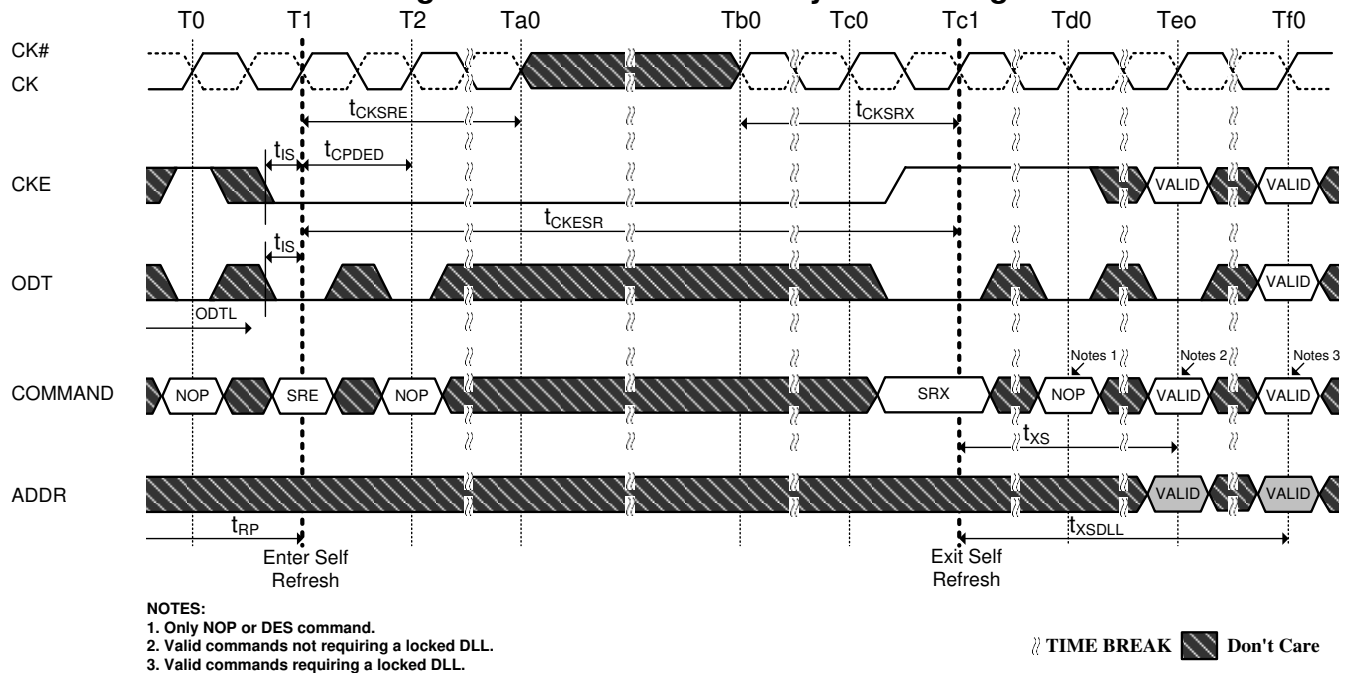 T0 T1 T2 Ta0 Tb0 Tc0 Tc1 Td0 Teo Tf0
CK#
CK
tCKSRE tCKSRX
tIS tCPDED
CKE VALID VALID
tCKESR
tIS
ODT VALID
ODTL
Notes 1 Notes 2 Notes 3
COMMAND NOP SRE NOP SRX NOP VALID VALID
tXS
ADDR VALID VALID
tRP tXSDLL
Enter Self Exit Self
Refresh Refresh
NOTES:
1. Only NOP or DES command.
2. Valid commands not requiring a locked DLL.
3. Valid commands requiring a locked DLL.
TIME BREAK Don't Care